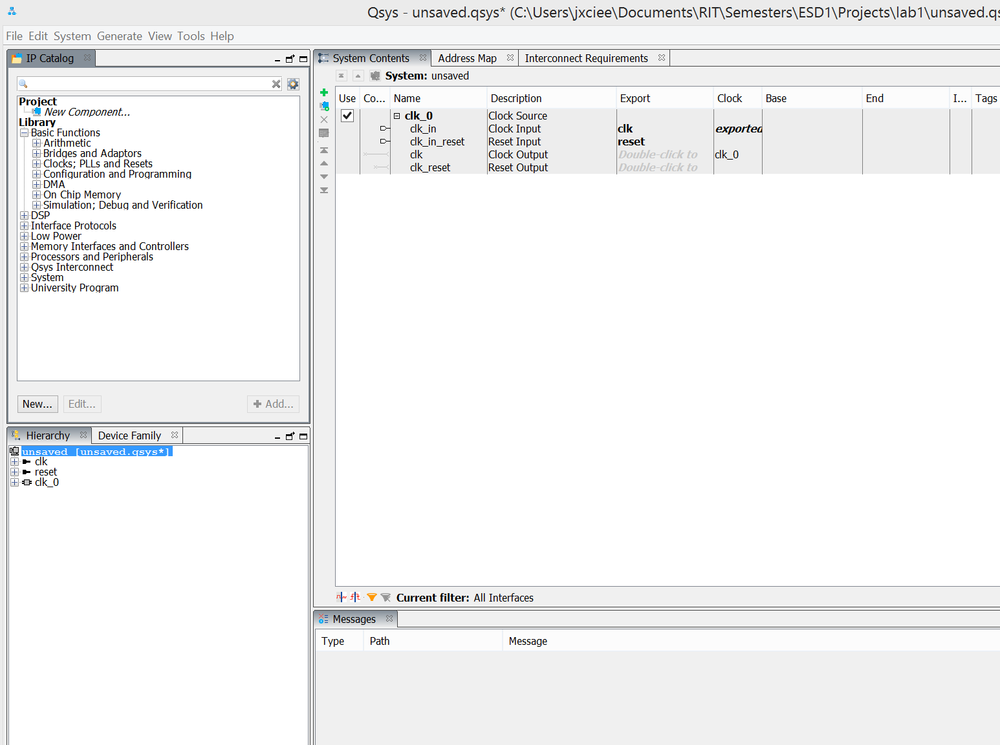 Qsys - unsaved.qsys* (C:\Users\jxciee\Documents\RIT\Semesters\ESD1\Projects\lab1\unsaved.qs
File Edit System Generate View Tools Help
IP Catalog
Project
New Component...
Library
Basic Functions
Arithmetic
Bridges and Adaptors
Clocks; PLLs and Resets
Configuration and Programming
DMA
On Chip Memory
Simulation; Debug and Verification
DSP
Interface Protocols
Low Power
Memory Interfaces and Controllers
Processors and Peripherals
Qsys Interconnect
System
University Program
New... Edit... Add...
Hierarchy Device Family
unsaved [unsaved.qsys*]
clk
reset
clk_0
System Contents Address Map Interconnect Requirements
System: unsaved
Use Co... Name Description Export Clock Base End I... Tags
clk_0 Clock Source
clk_in Clock Input clk exported
clk_in_reset Reset Input reset
clk Clock Output Double-click to clk_0
clk_reset Reset Output Double-click to
Current filter: All Interfaces
Messages
Type Path Message